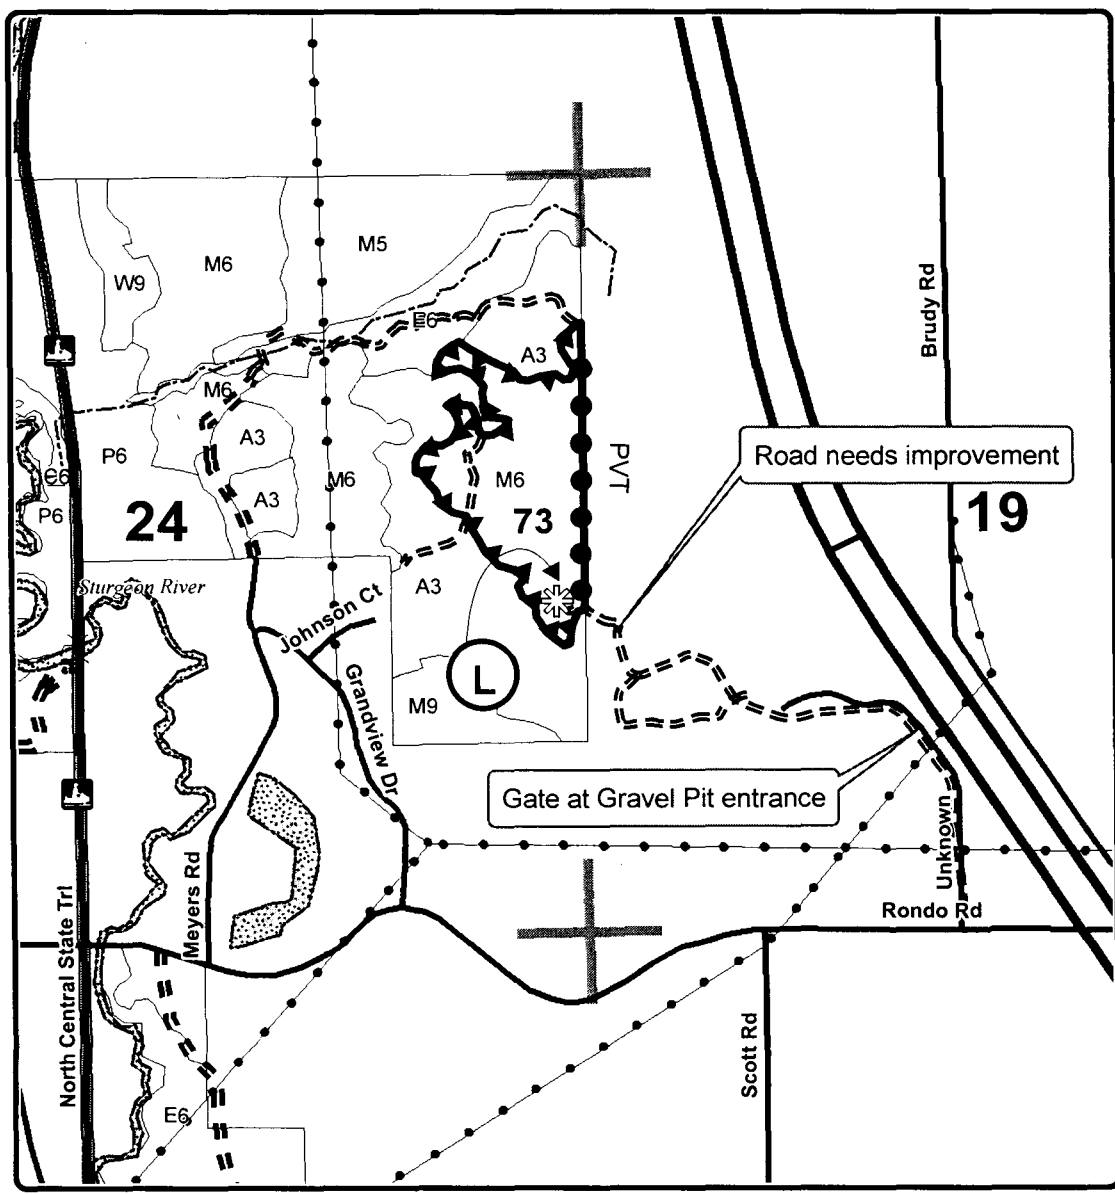 M5
M6
W9
Brudy Rd
E6
A3
M6
PVT
Road needs improvement
A3
P6
M6
M6
A3
P6
24
73
19
Sturgeon River
A3
Johnson Ct
L
M9
Grandview Dr
Gate at Gravel Pit entrance
Unknown
Meyers Rd
Rondo Rd
North Central State Trl
Scott Rd
E6